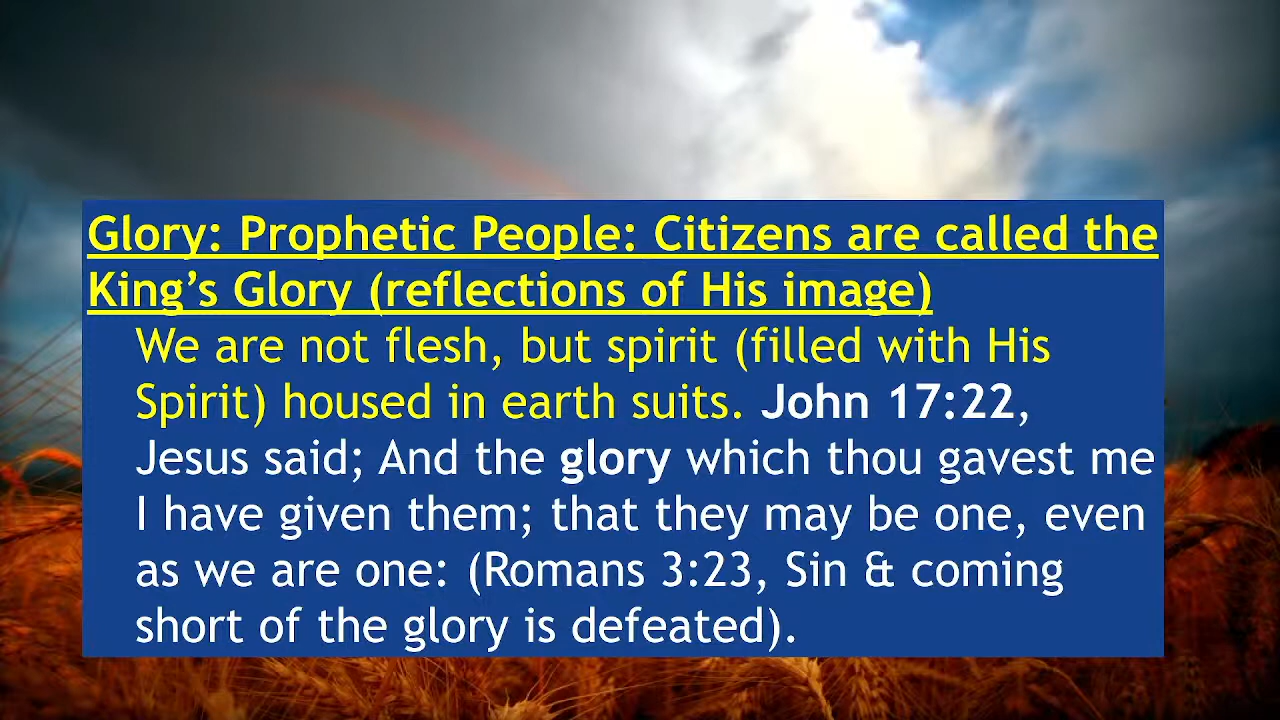 Glory: Prophetic People: Citizens are called the
King’s Glory (reflections of His image)
We are not flesh, but spirit (filled with His
Spirit) housed in earth suits. John 17:22,
Jesus said; And the glory which thou gavest me
I have given them; that they may be one, even
as we are one: (Romans 3:23, Sin & coming
short of the glory is defeated).